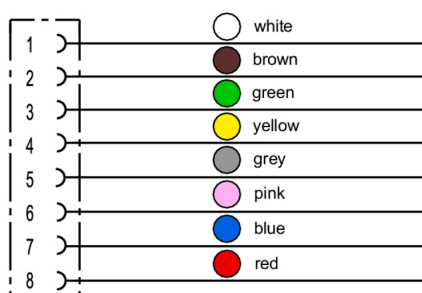 white
1
brown
2
green
3
yellow
4
grey
5
pink
6
blue
7
red
8